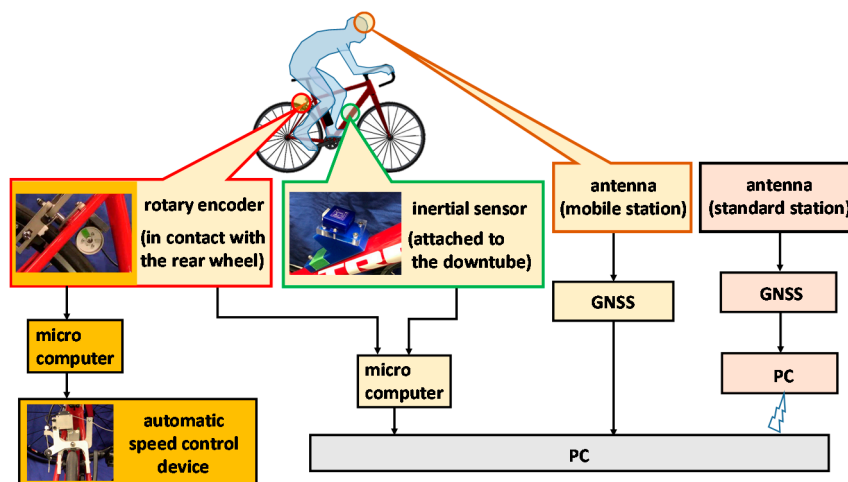 rotary encoder
(in contact with
the rear wheel)
inertial sensor
(attached to
the downtube)
antenna
(mobile station)
antenna
(standard station)
GNSS
GNSS
micro
computer
micro
computer
PC
automatic
speed control
device
PC